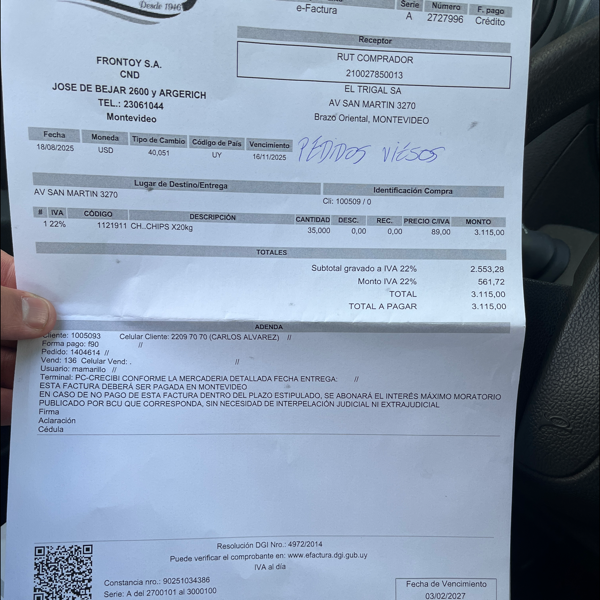 Desde 1946
e-Factura
Serie Número F. pago
A 2727996 Crédito
Receptor
RUT COMPRADOR
210027850013
EL TRIGAL SA
AV SAN MARTIN 3270
Brazo Oriental, MONTEVIDEO
FRONTOY S.A.
CND
JOSE DE BEJAR 2600 y ARGERICH
TEL.: 23061044
Montevideo
Fecha Moneda Tipo de Cambio Código de País Vencimiento
18/08/2025 USD 40,051 UY 16/11/2025
PEDIDOS VIESOS
Lugar de Destino/Entrega Identificación Compra
AV SAN MARTIN 3270
Cli: 100509 / 0
# IVA CÓDIGO DESCRIPCIÓN CANTIDAD DESC. REC. PRECIO C/IVA MONTO
1 22% 1121911 CH..CHIPS X20kg 35,000 0,00 0,00 89,00 3.115,00
TOTALES
Subtotal gravado a IVA 22% 2.553,28
Monto IVA 22% 561,72
TOTAL 3.115,00
TOTAL A PAGAR 3.115,00
ADENDA
Cliente: 1005093 Celular Cliente: 2209 70 70 (CARLOS ALVAREZ) //
Forma pago: f90 //
Pedido: 1404614 //
Vend: 136 Celular Vend: . //
Usuario: mamarillo //
Terminal: PC-CRECIBI CONFORME LA MERCADERIA DETALLADA FECHA ENTREGA: //
ESTA FACTURA DEBERÁ SER PAGADA EN MONTEVIDEO
EN CASO DE NO PAGO DE ESTA FACTURA DENTRO DEL PLAZO ESTIPULADO, SE ABONARÁ EL INTERÉS MÁXIMO MORATORIO
PUBLICADO POR BCU QUE CORRESPONDA, SIN NECESIDAD DE INTERPELACIÓN JUDICIAL NI EXTRAJUDICIAL
Firma
Aclaración
Cédula
Resolución DGI Nro.: 4972/2014
Puede verificar el comprobante en: www.efactura.dgi.gub.uy
IVA al día
Constancia nro.: 90251034386
Serie: A del 2700101 al 3000100
Fecha de Vencimiento
03/02/2027